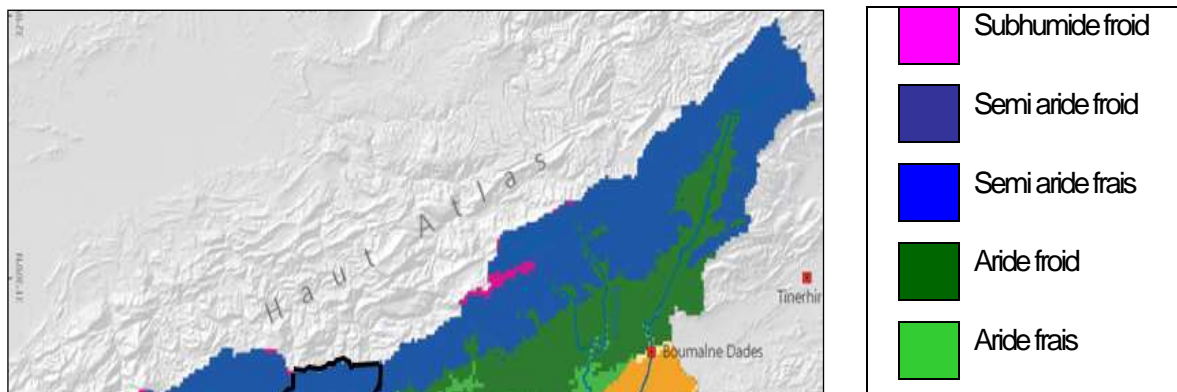 Haut Atlas
Tinerhir
Boumalne Dades
Subhumide froid
Semi aride froid
Semi aride frais
Aride froid
Aride frais